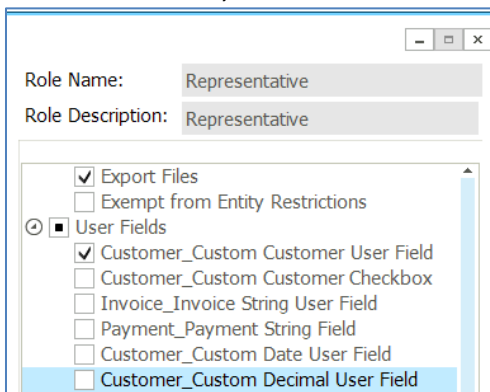 Role Name: Representative
Role Description: Representative
Export Files
Exempt from Entity Restrictions
User Fields
Customer_Custom Customer User Field
Customer_Custom Customer Checkbox
Invoice_Invoice String User Field
Payment_Payment String Field
Customer_Custom Date User Field
Customer_Custom Decimal User Field